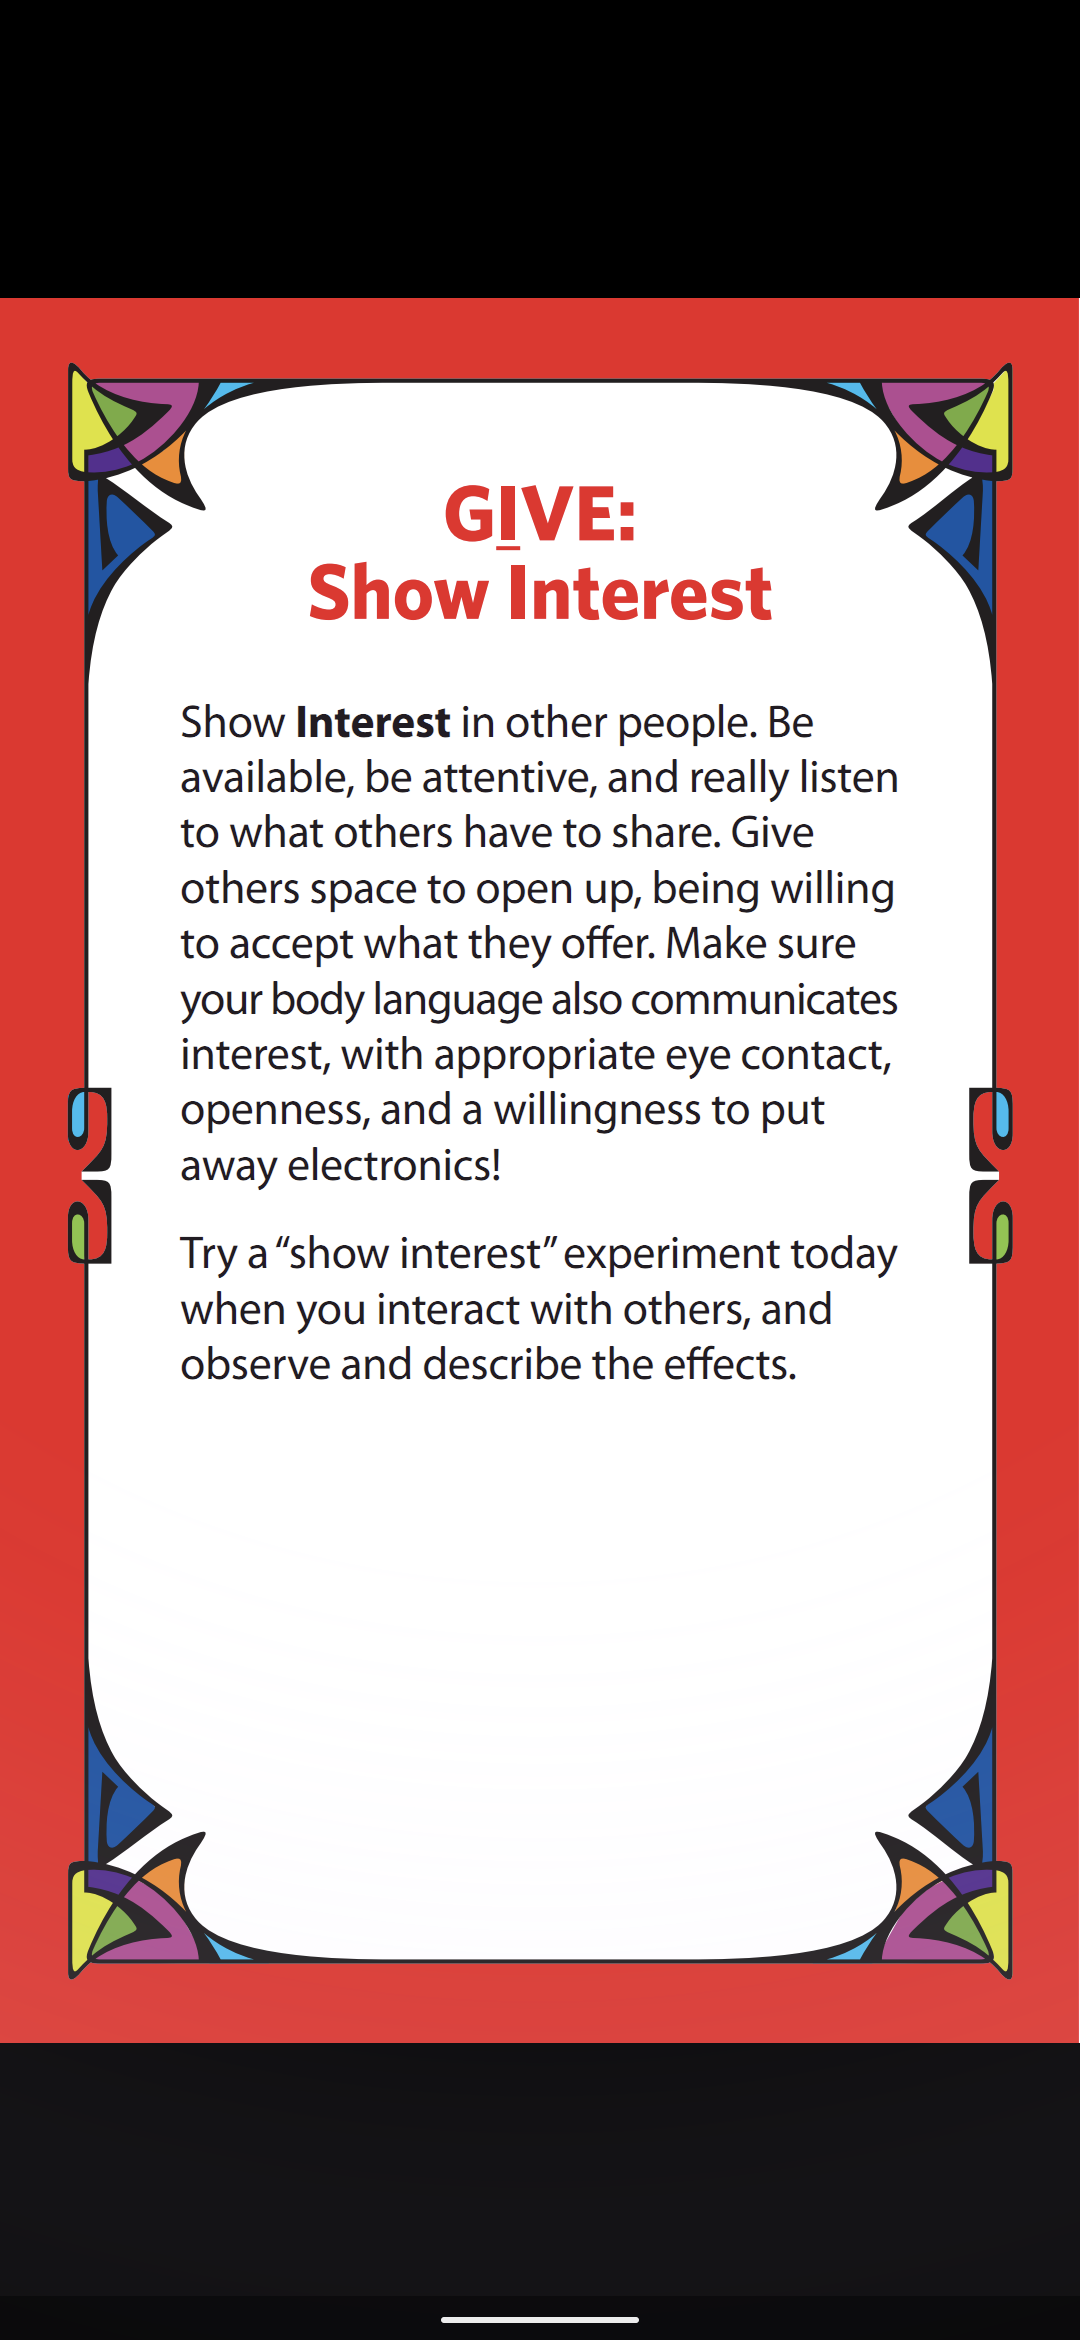 GIVE:
Show Interest
Show Interest in other people. Be
available, be attentive, and really listen
to what others have to share. Give
others space to open up, being willing
to accept what they offer. Make sure
your body language also communicates
interest, with appropriate eye contact,
openness, and a willingness to put
away electronics!
Try a “show interest” experiment today
when you interact with others, and
observe and describe the effects.